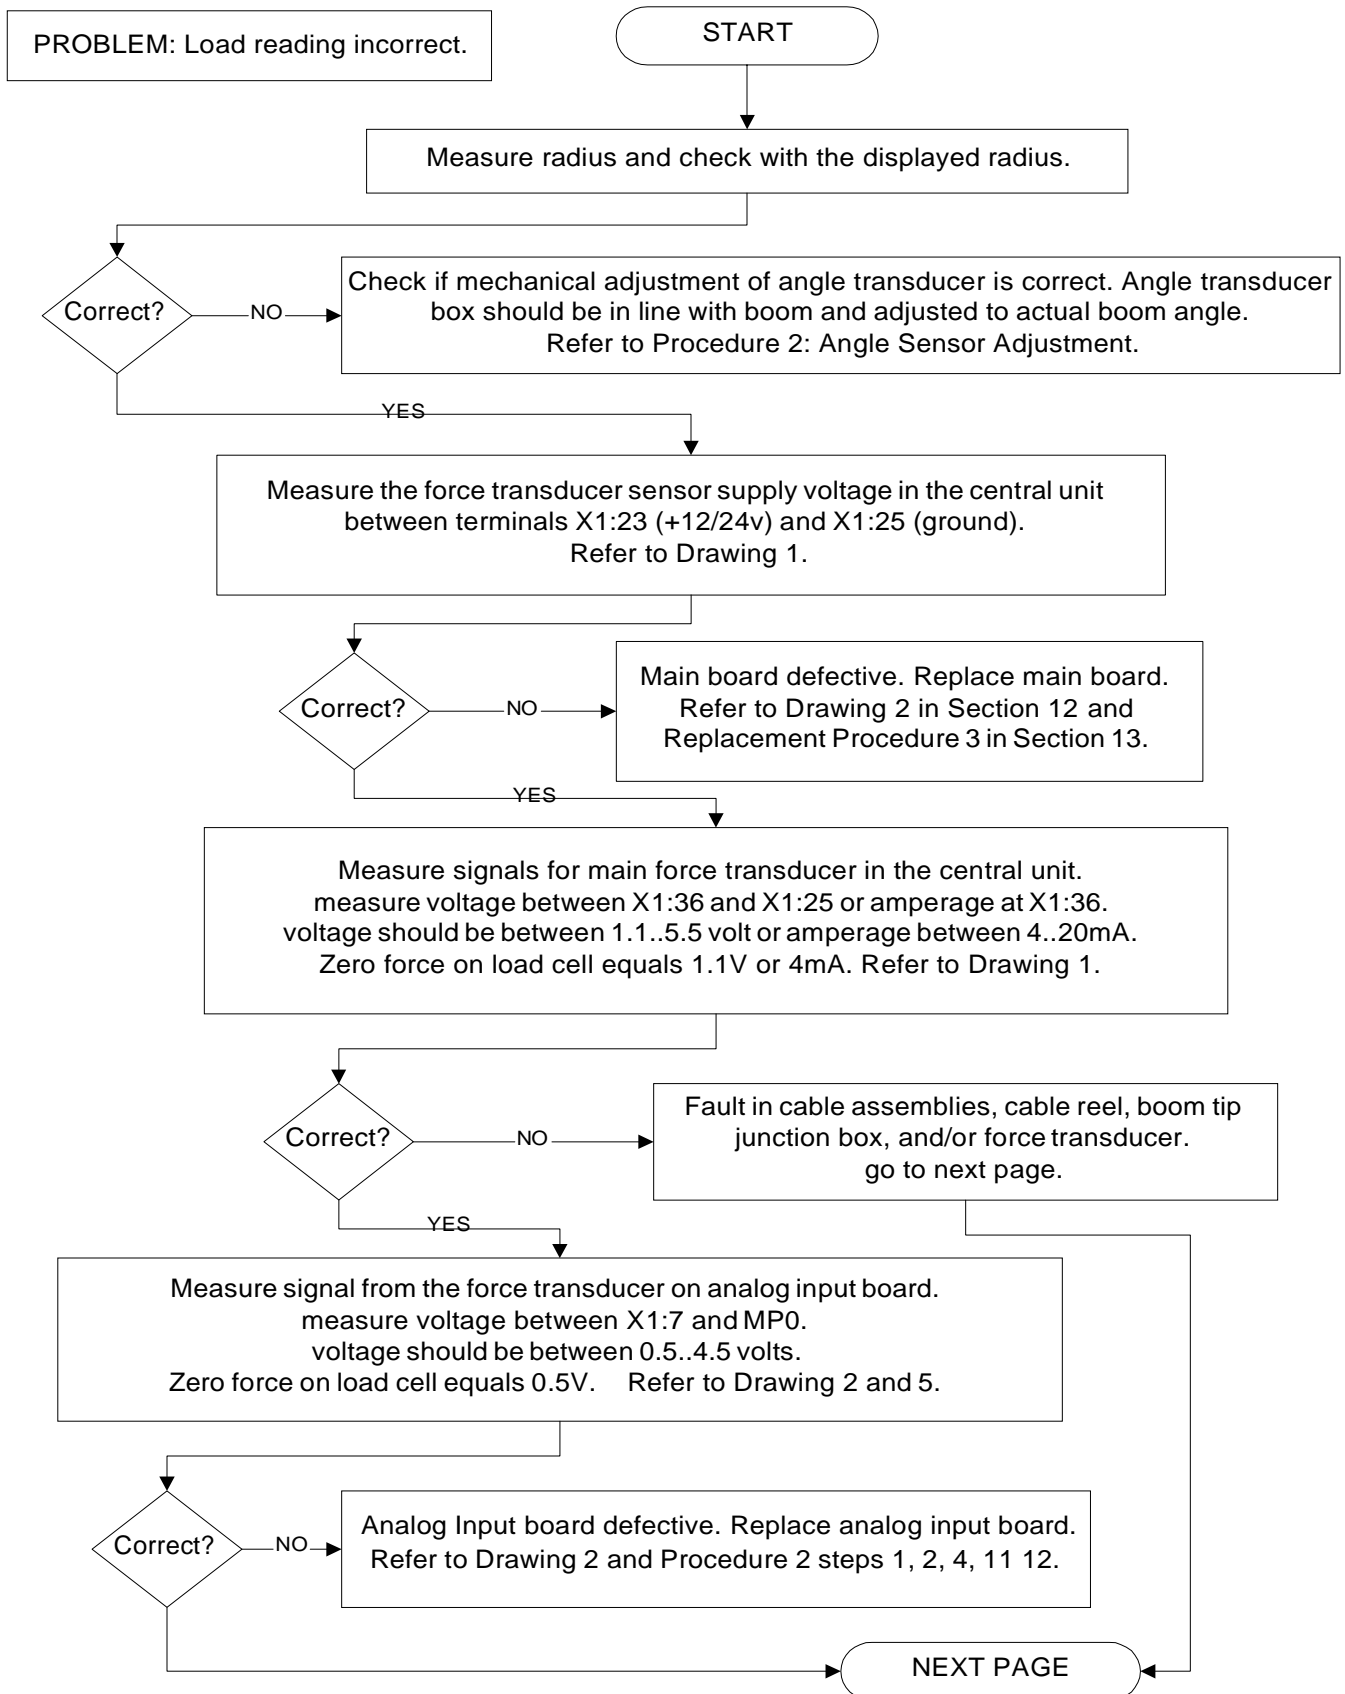 PROBLEM: Load reading incorrect.
START
Measure radius and check with the displayed radius.
Correct?
NO
Check if mechanical adjustment of angle transducer is correct. Angle transducer
box should be in line with boom and adjusted to actual boom angle.
Refer to Procedure 2: Angle Sensor Adjustment.
YES
Measure the force transducer sensor supply voltage in the central unit
between terminals X1:23 (+12/24v) and X1:25 (ground).
Refer to Drawing 1.
Correct?
NO
Main board defective. Replace main board.
Refer to Drawing 2 in Section 12 and
Replacement Procedure 3 in Section 13.
YES
Measure signals for main force transducer in the central unit.
measure voltage between X1:36 and X1:25 or amperage at X1:36.
voltage should be between 1.1..5.5 volt or amperage between 4..20mA.
Zero force on load cell equals 1.1V or 4mA. Refer to Drawing 1.
Correct?
NO
Fault in cable assemblies, cable reel, boom tip
junction box, and/or force transducer.
go to next page.
YES
Measure signal from the force transducer on analog input board.
measure voltage between X1:7 and MP0.
voltage should be between 0.5..4.5 volts.
Zero force on load cell equals 0.5V. Refer to Drawing 2 and 5.
Correct?
NO
Analog Input board defective. Replace analog input board.
Refer to Drawing 2 and Procedure 2 steps 1, 2, 4, 11 12.
NEXT PAGE